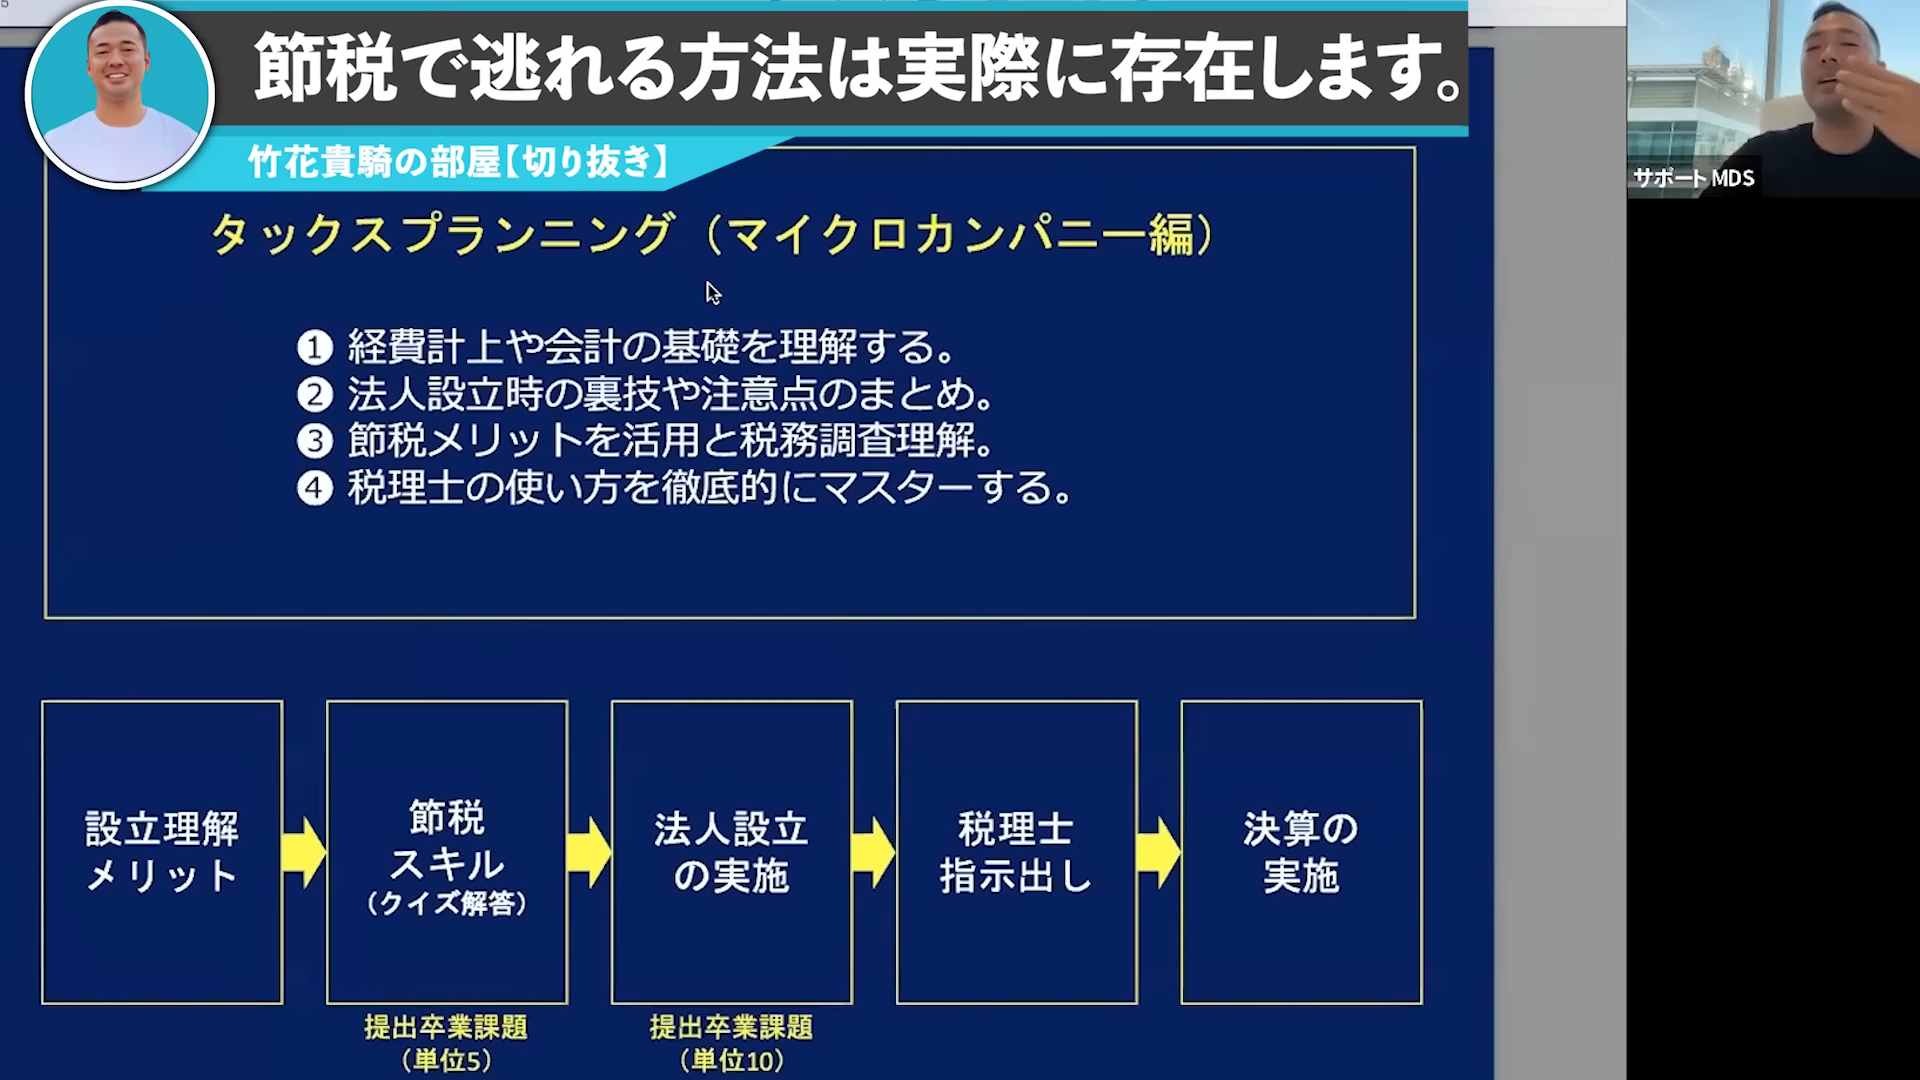 節税で逃れる方法は実際に存在します。
竹花貴騎の部屋【切り抜き】
サポート MDS
タックスプランニング（マイクロカンパニー編）
❶ 経費計上や会計の基礎を理解する。
❷ 法人設立時の裏技や注意点のまとめ。
❸ 節税メリットを活用と税務調査理解。
❹ 税理士の使い方を徹底的にマスターする。
設立理解
メリット
節税
スキル
（クイズ解答）
法人設立
の実施
税理士
指示出し
決算の
実施
提出卒業課題
（単位5）
提出卒業課題
（単位10）